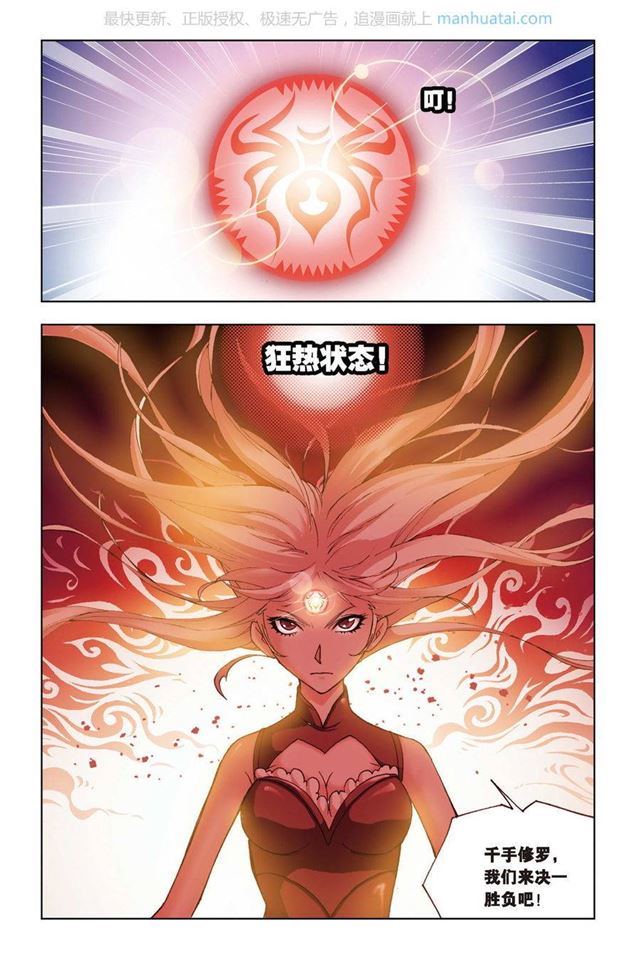 最快更新、正版授权、极速无广告，追漫画就上 manhuatai.com
叮！
狂热状态！
千手修罗，
我们来决一
胜负吧！